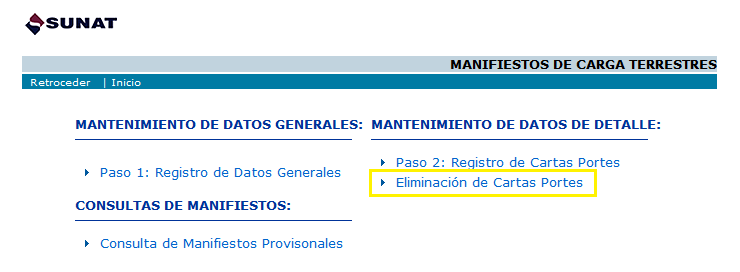 SUNAT
MANIFIESTOS DE CARGA TERRESTRES
Retroceder | Inicio
MANTENIMIENTO DE DATOS GENERALES:
Paso 1: Registro de Datos Generales
CONSULTAS DE MANIFIESTOS:
Consulta de Manifiestos Provisonales
MANTENIMIENTO DE DATOS DE DETALLE:
Paso 2: Registro de Cartas Portes
Eliminación de Cartas Portes